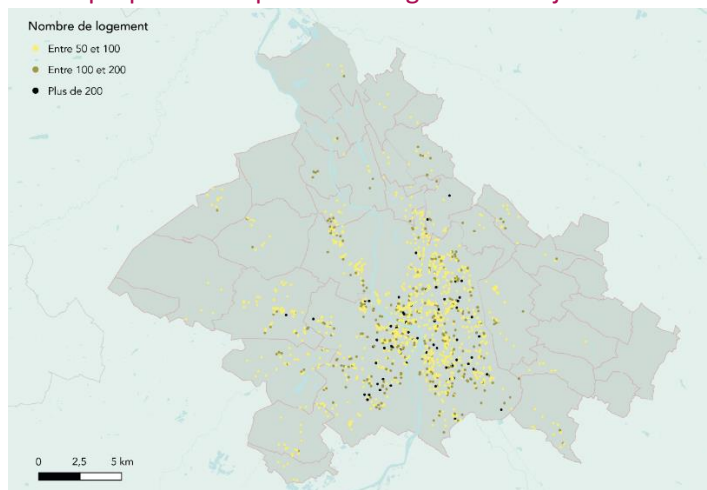 Nombre de logement
Entre 50 et 100
Entre 100 et 200
Plus de 200
0 2,5 5 km